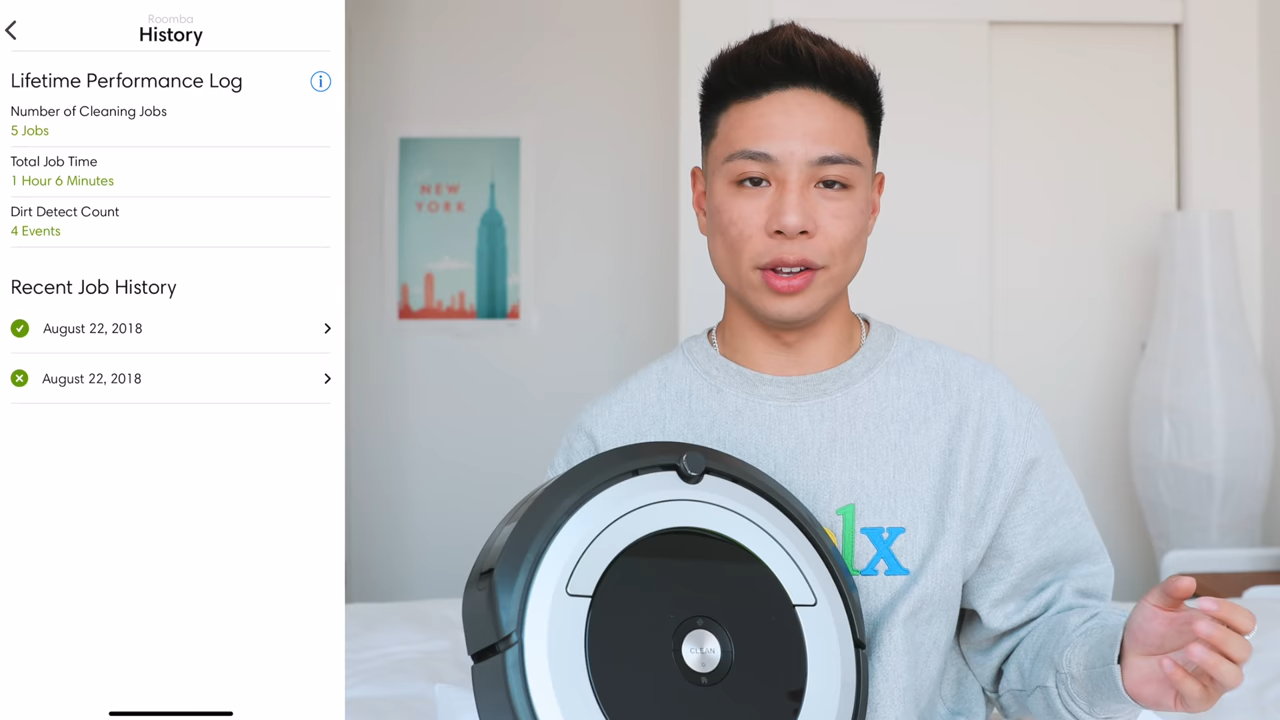 Roomba
History
Lifetime Performance Log
Number of Cleaning Jobs
5 Jobs
Total Job Time
1 Hour 6 Minutes
Dirt Detect Count
4 Events
Recent Job History
August 22, 2018
August 22, 2018
NEW
YORK
lx
CLEAN